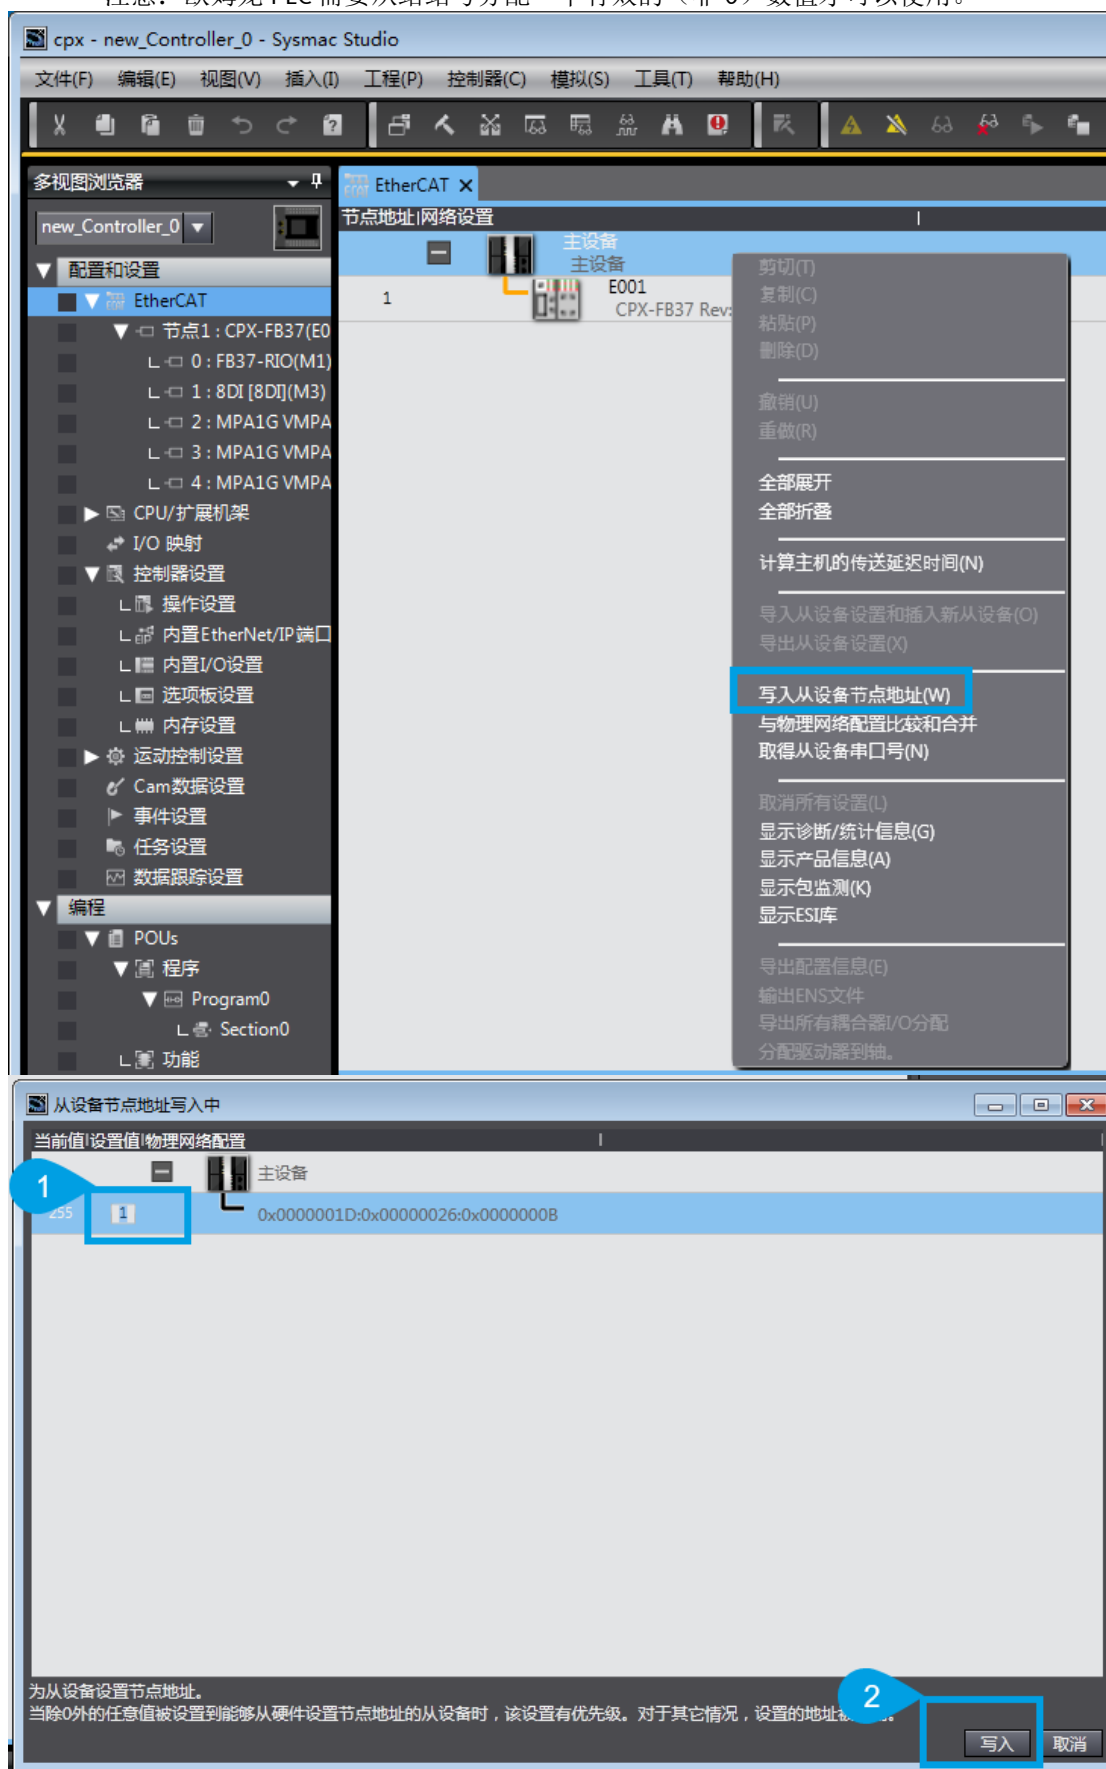 cpx - new_Controller_0 - Sysmac Studio
文件(F) 编辑(E) 视图(V) 插入(I) 工程(P) 控制器(C) 模拟(S) 工具(T) 帮助(H)
多视图浏览器
new_Controller_0
配置和设置
EtherCAT
节点1 : CPX-FB37(E0
0 : FB37-RIO(M1)
1 : 8DI [8DI](M3)
2 : MPA1G VMPA
3 : MPA1G VMPA
4 : MPA1G VMPA
CPU/扩展机架
I/O 映射
控制器设置
操作设置
内置EtherNet/IP端口
内置I/O设置
选项板设置
内存设置
运动控制设置
Cam数据设置
事件设置
任务设置
数据跟踪设置
编程
POUs
程序
Program0
Section0
功能
EtherCAT
节点地址|网络设置
主设备
主设备
1
E001
CPX-FB37 Rev:
剪切(T)
复制(C)
粘贴(P)
删除(D)
撤销(U)
重做(R)
全部展开
全部折叠
计算主机的传送延迟时间(N)
导入从设备设置和插入新从设备(O)
导出从设备设置(X)
写入从设备节点地址(W)
与物理网络配置比较和合并
取得从设备串口号(N)
取消所有设置(L)
显示诊断/统计信息(G)
显示产品信息(A)
显示包监测(K)
显示ESI库
导出配置信息(E)
输出ENS文件
导出所有耦合器I/O分配
分配驱动器到轴。
从设备节点地址写入中
当前值|设置值|物理网络配置
主设备
1
255 1 0x0000001D:0x00000026:0x0000000B
为从设备设置节点地址。
当除0外的任意值被设置到能够从硬件设置节点地址的从设备时，该设置有优先级。对于其它情况，设置的地址被
2
写入 取消